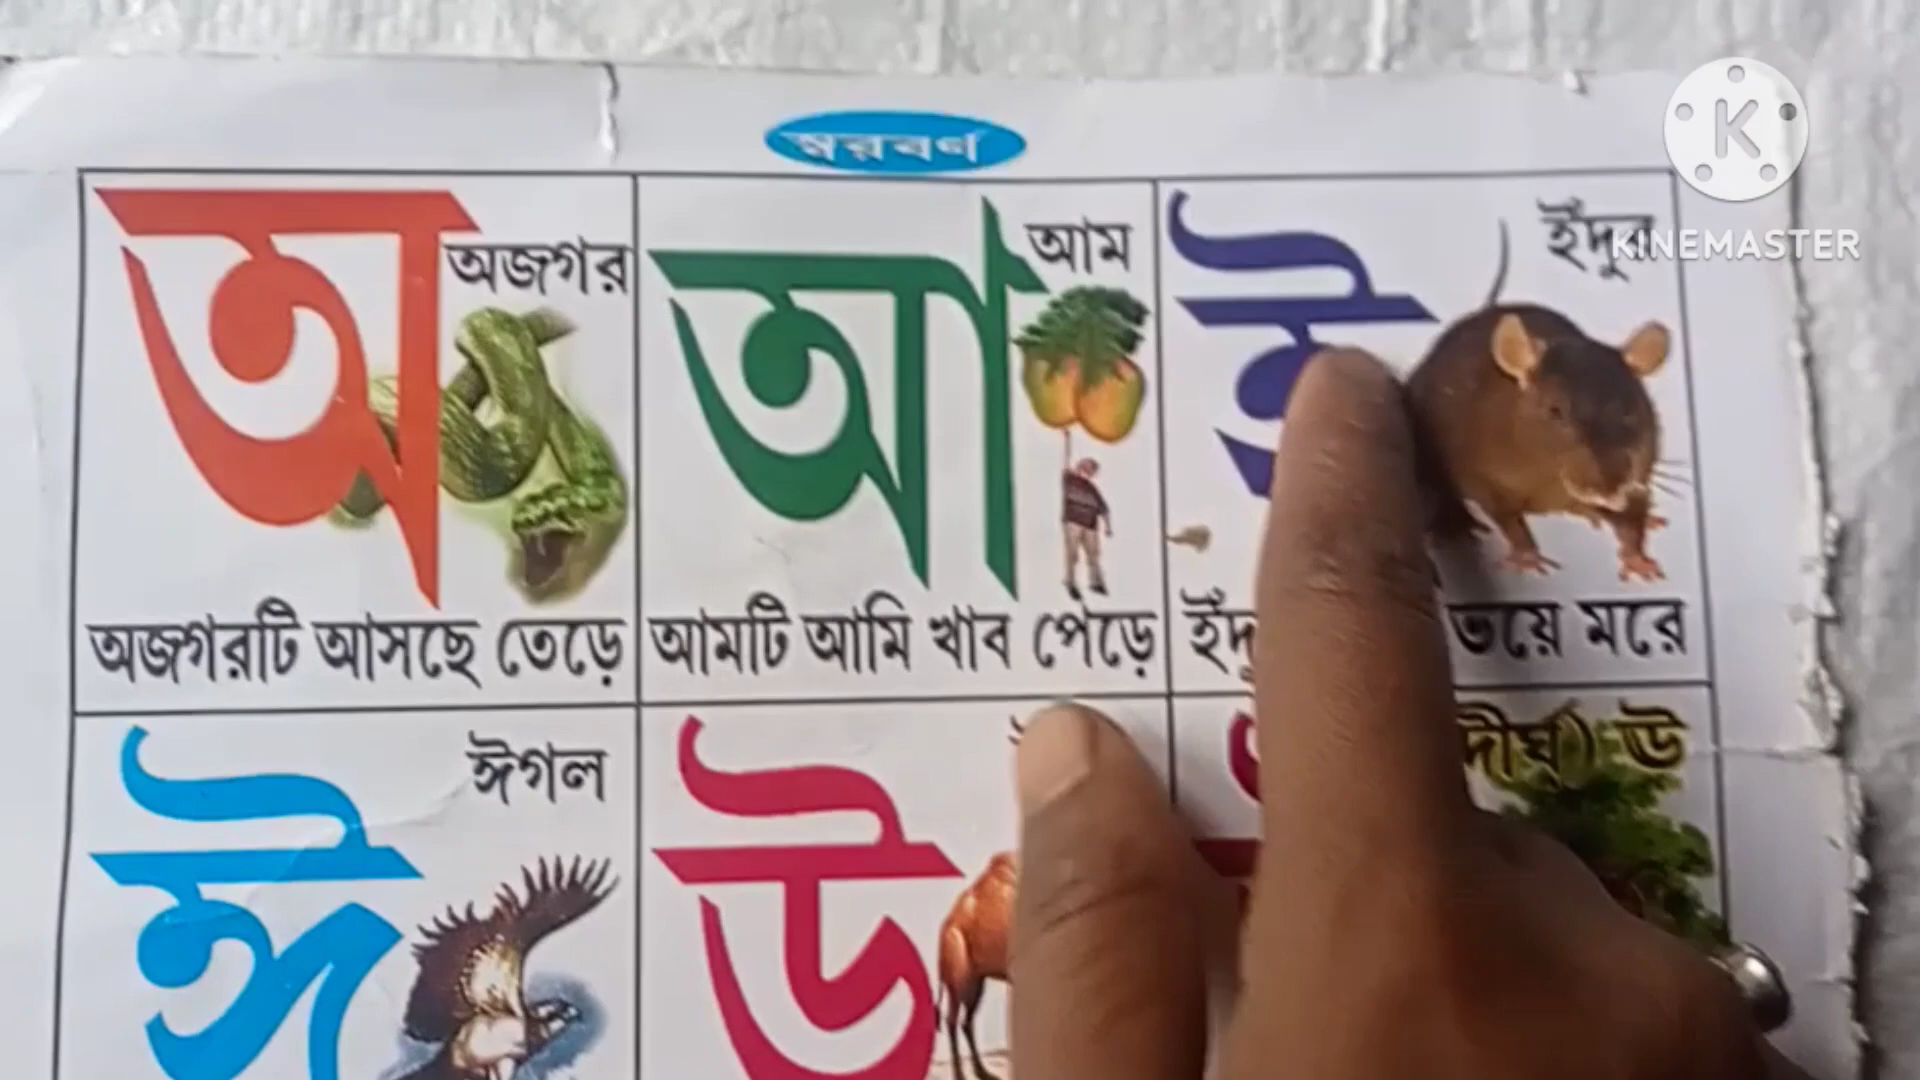 স্বরবর্ণ
অ
অজগর
আ
আম
ই
ইঁদুর
KINEMASTER
অজগরটি আসছে তেড়ে
আমটি আমি খাব পেড়ে
ভয়ে মরে
ঈ
ঈগল
উ
দীর্ঘ) ঊ